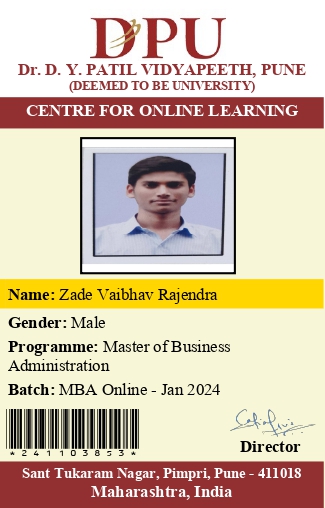 DPU
Dr. D. Y. PATIL VIDYAPEETH, PUNE
(DEEMED TO BE UNIVERSITY)
CENTRE FOR ONLINE LEARNING
Name: Zade Vaibhav Rajendra
Gender: Male
Programme: Master of Business
Administration
Batch: MBA Online - Jan 2024
*241103853*
Director
Sant Tukaram Nagar, Pimpri, Pune - 411018
Maharashtra, India